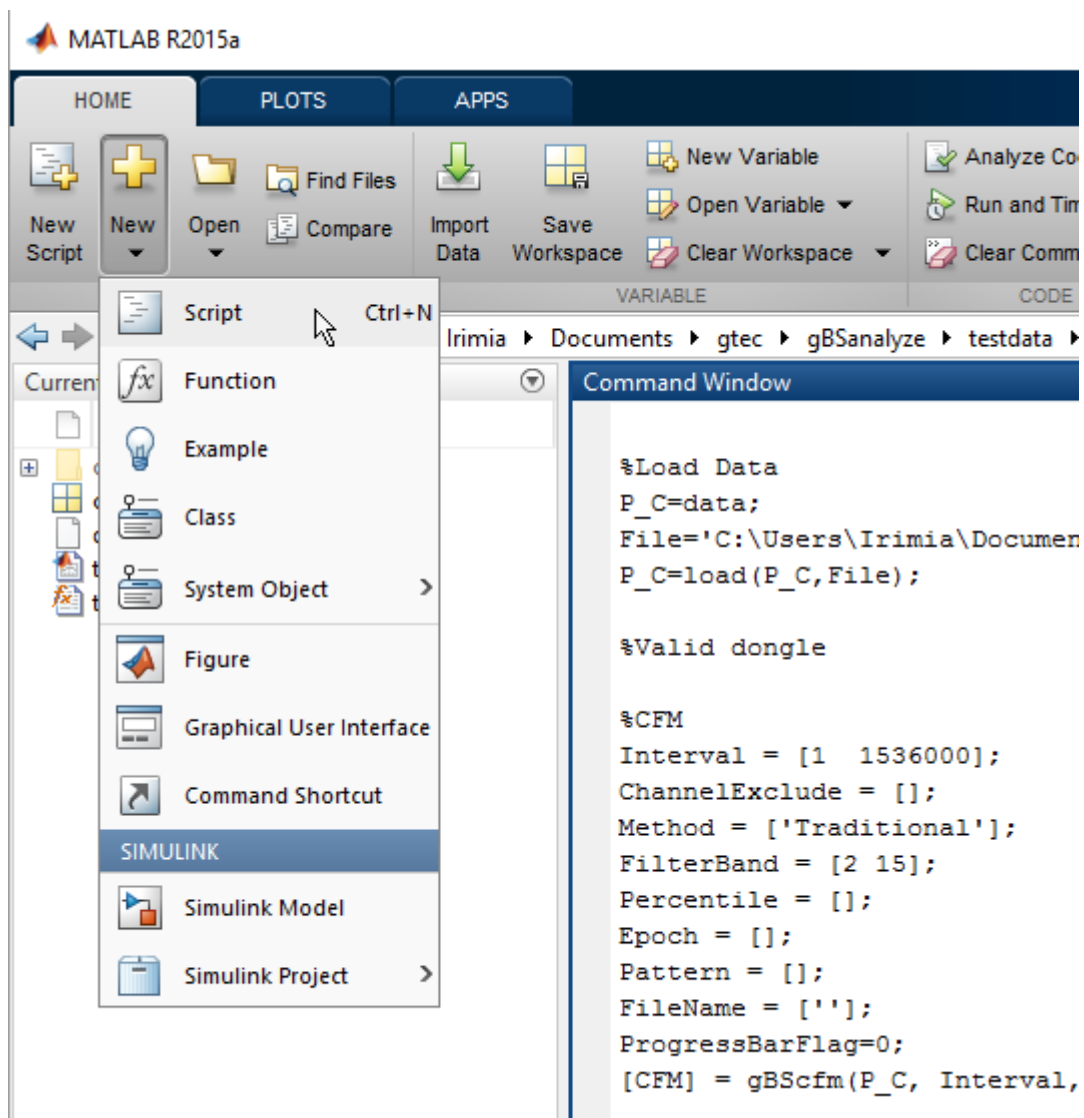 MATLAB R2015a
HOME PLOTS APPS
New Script
New
Open
Find Files
Compare
Import Data
Save Workspace
New Variable
Open Variable
Clear Workspace
VARIABLE
Analyze Co
Run and Tim
Clear Comm
CODE
Irimia Documents gtec gBSanalyze testdata
Curren
Script Ctrl+N
Function
Example
Class
System Object
Figure
Graphical User Interface
Command Shortcut
SIMULINK
Simulink Model
Simulink Project
Command Window
%Load Data
P_C=data;
File='C:\Users\Irimia\Documen
P_C=load(P_C,File);
%Valid dongle
%CFM
Interval = [1  1536000];
ChannelExclude = [];
Method = ['Traditional'];
FilterBand = [2 15];
Percentile = [];
Epoch = [];
Pattern = [];
FileName = [''];
ProgressBarFlag=0;
[CFM] = gBScfm(P_C, Interval,